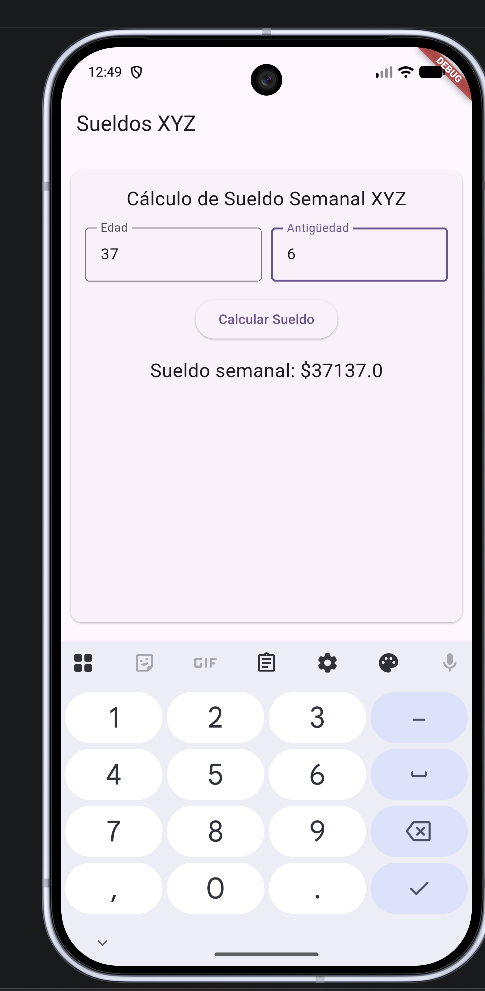 12:49
DEBUG
Sueldos XYZ
Cálculo de Sueldo Semanal XYZ
Edad
Antigüedad
37
6
Calcular Sueldo
Sueldo semanal: $37137.0
GIF
1 2 3 –
4 5 6
7 8 9
, 0 .